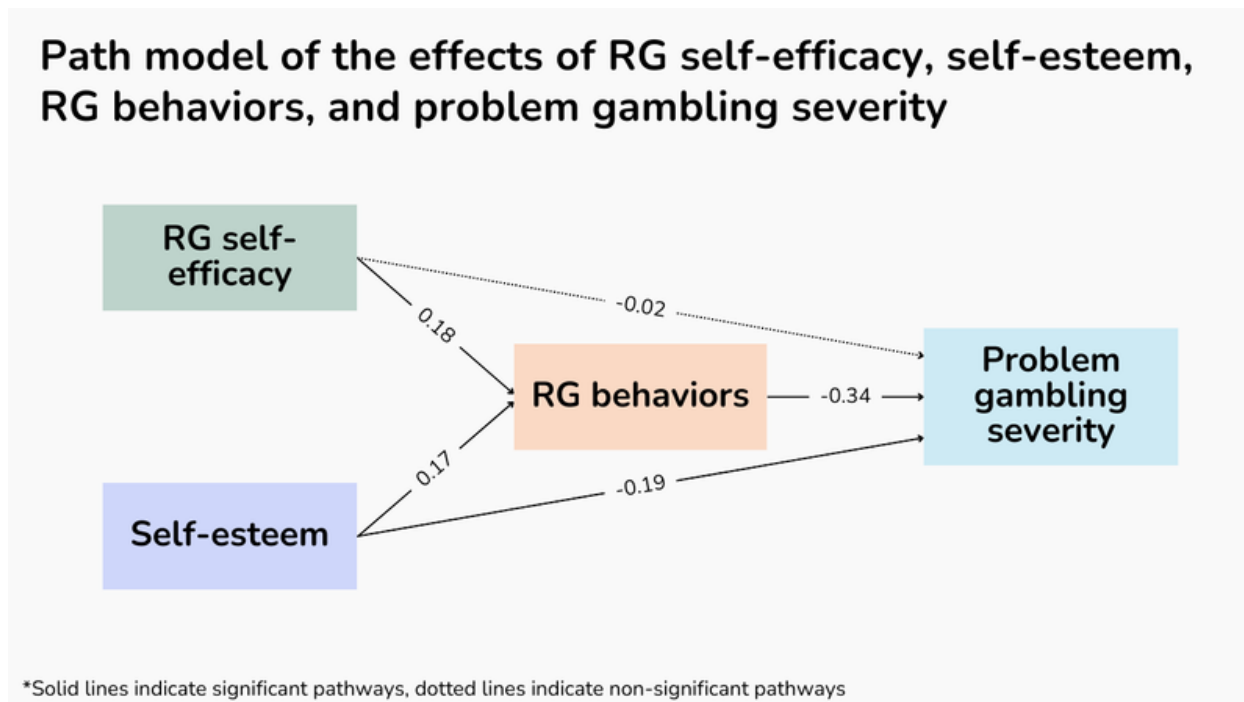 Path model of the effects of RG self-efficacy, self-esteem,
RG behaviors, and problem gambling severity
RG self-
efficacy
-0.02
0.18
Problem
gambling
severity
RG behaviors
-0.34
0.17
-0.19
Self-esteem
*Solid lines indicate significant pathways, dotted lines indicate non-significant pathways